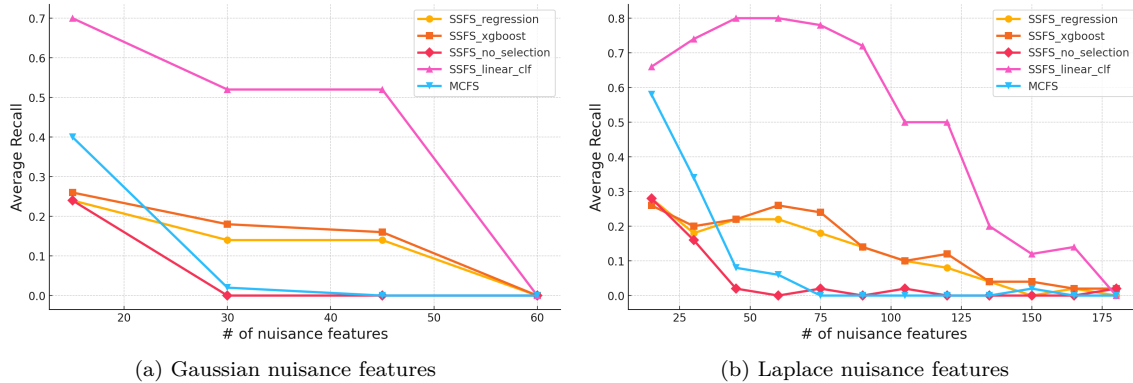 0.7
0.6
0.5
0.4
0.3
0.2
0.1
0.0
Average Recall
20 30 40 50 60
# of nuisance features
SSFS_regression
SSFS_xgboost
SSFS_no_selection
SSFS_linear_clf
MCFS
(a) Gaussian nuisance features
0.8
0.7
0.6
0.5
0.4
0.3
0.2
0.1
0.0
Average Recall
25 50 75 100 125 150 175
# of nuisance features
SSFS_regression
SSFS_xgboost
SSFS_no_selection
SSFS_linear_clf
MCFS
(b) Laplace nuisance features